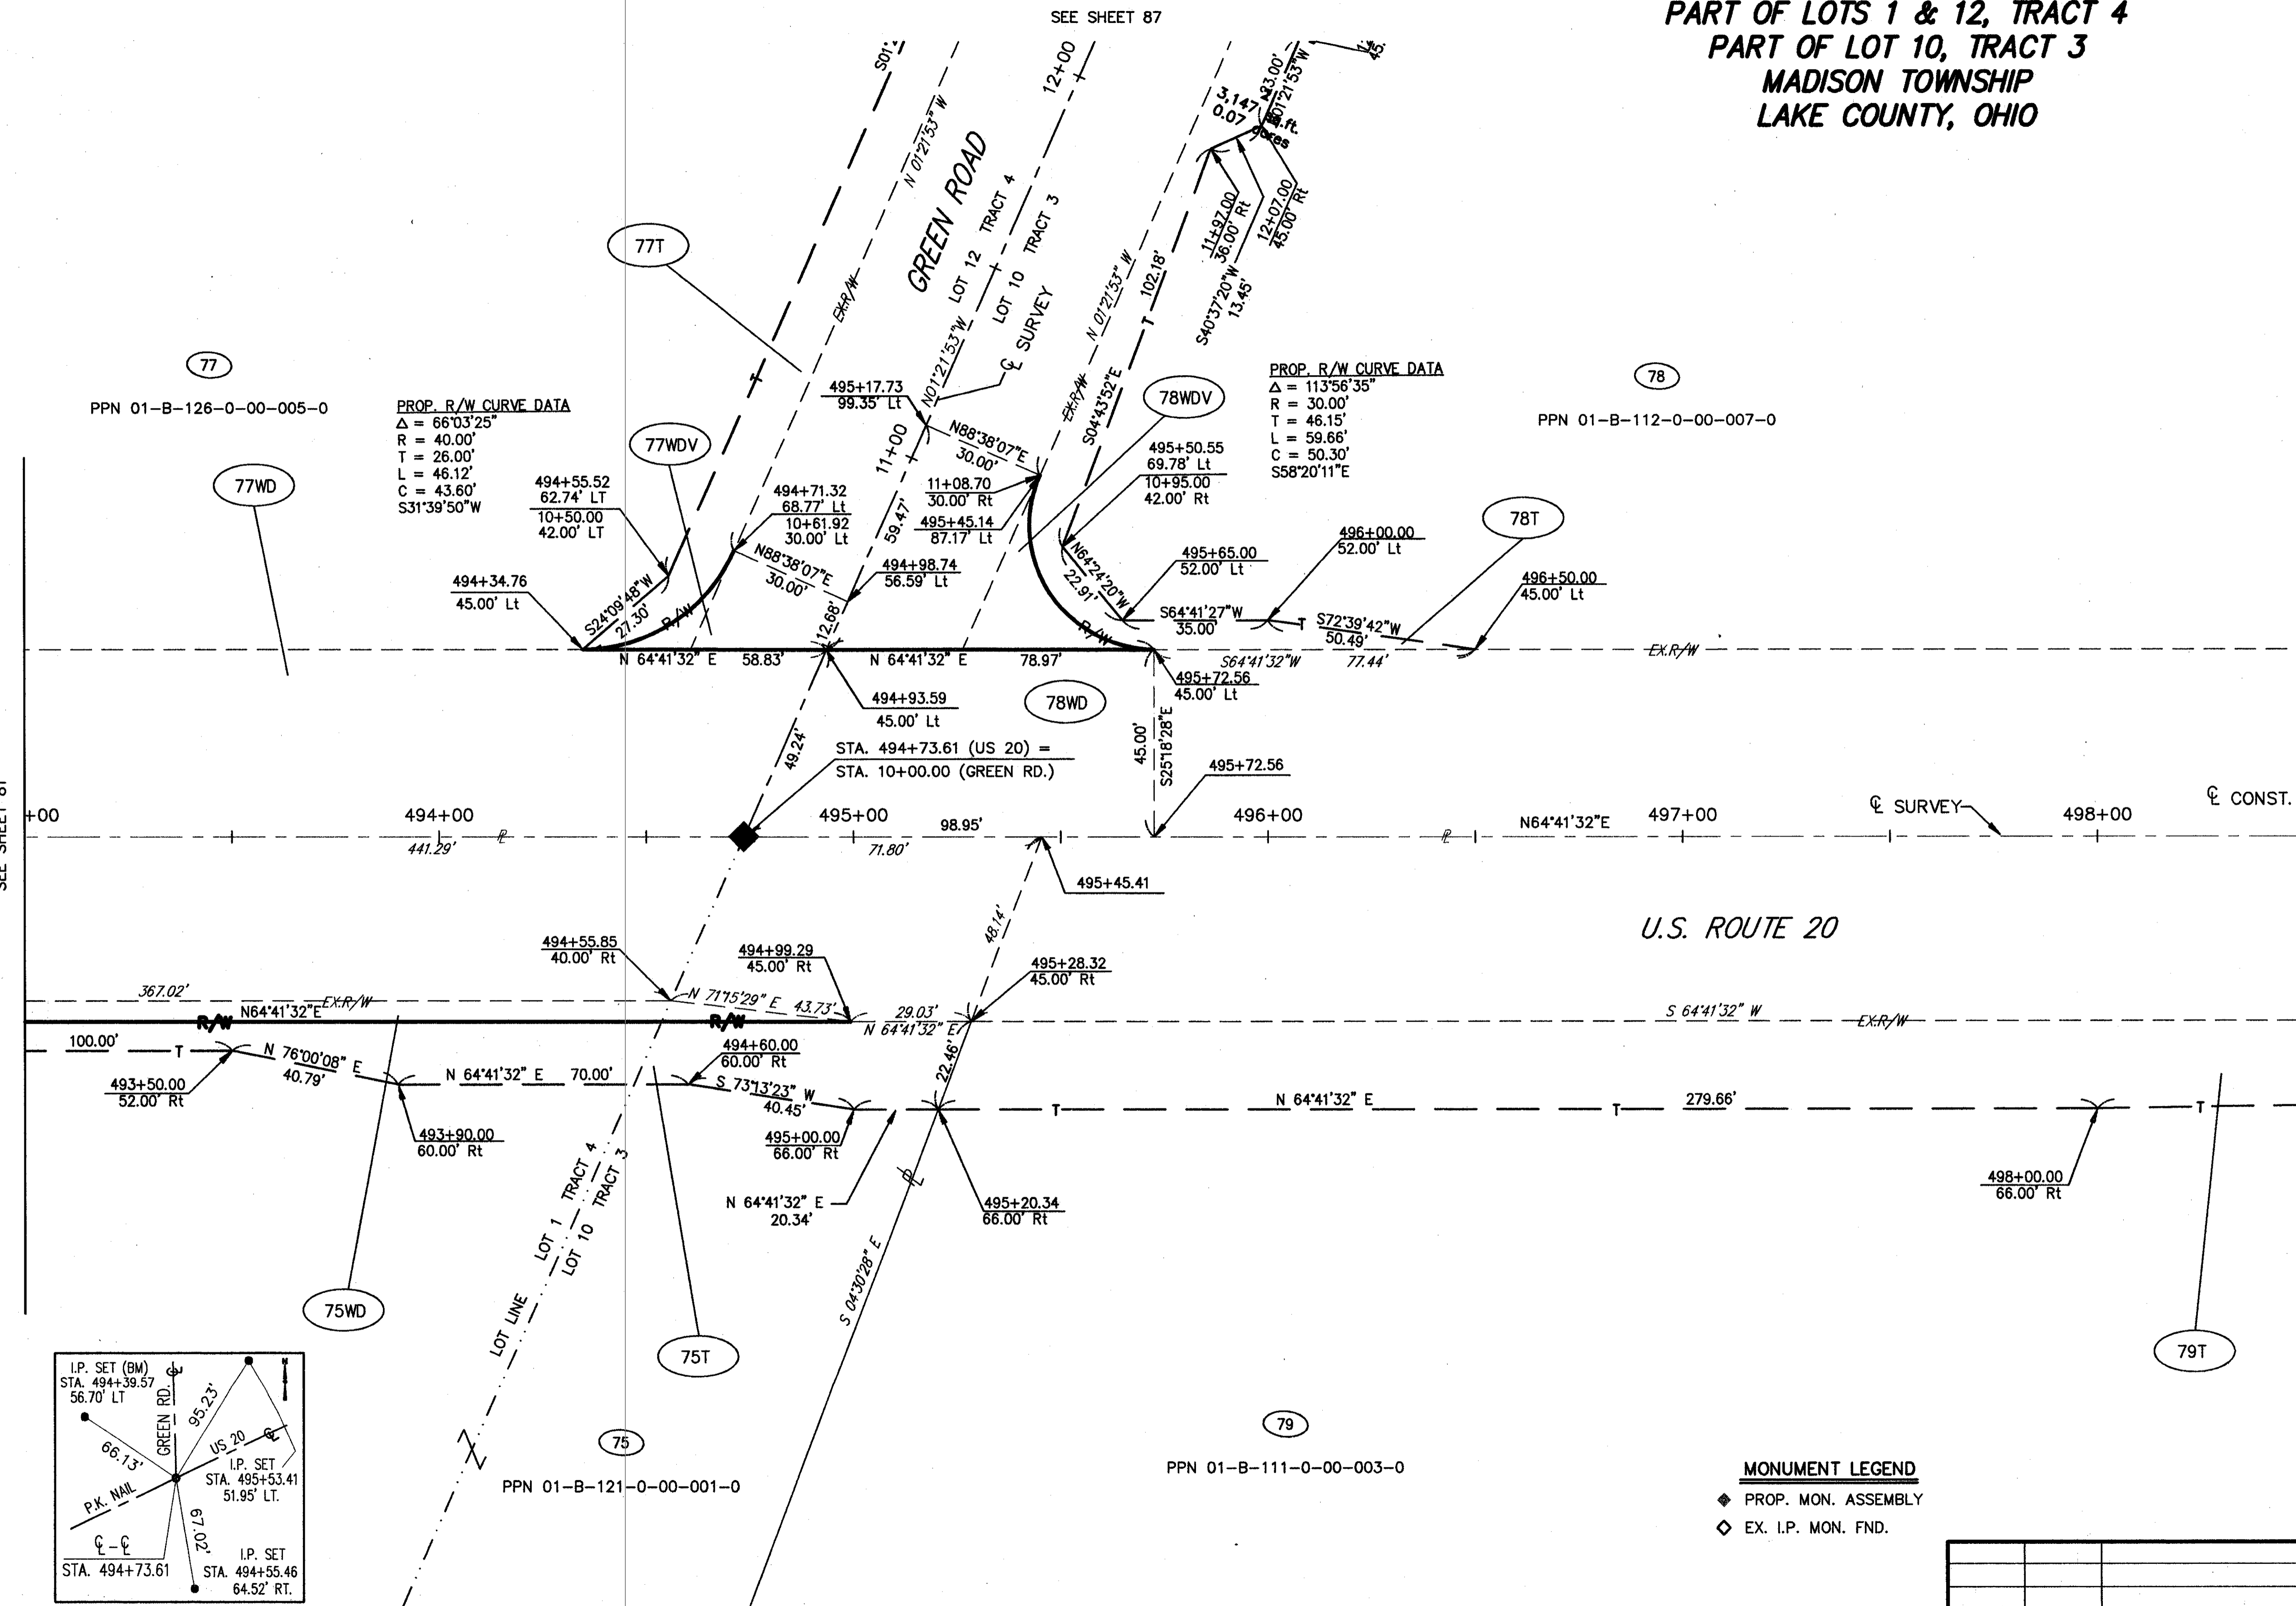 SEE SHEET 87
PART OF LOTS 1 & 12, TRACT 4
PART OF LOT 10, TRACT 3
MADISON TOWNSHIP
LAKE COUNTY, OHIO
S01°
N 01°21'53" W
12+00
GREEN ROAD
LOT 12 TRACT 4
LOT 10 TRACT 3
℄ SURVEY
N01°21'53"W
EX.R/W
3,147
0.07
23.00'
N01°21'53"W
45.
11+97.00
36.00' Rt
12+07.00
45.00' Rt
S40°37'20"W
13.45'
T 102.18'
S04°43'52"E
N 01°21'53" W
EX.R/W
77T
77
PPN 01-B-126-0-00-005-0
PROP. R/W CURVE DATA
Δ = 66°03'25"
R = 40.00'
T = 26.00'
L = 46.12'
C = 43.60'
S31°39'50"W
77WD
77WDV
494+55.52
62.74' LT
10+50.00
42.00' LT
494+71.32
68.77' Lt
10+61.92
30.00' Lt
495+17.73
99.35' Lt
11+00
N88°38'07"E
30.00'
59.47'
11+08.70
30.00' Rt
495+45.14
87.17' Lt
78WDV
495+50.55
69.78' Lt
10+95.00
42.00' Rt
PROP. R/W CURVE DATA
Δ = 113°56'35"
R = 30.00'
T = 46.15'
L = 59.66'
C = 50.30'
S58°20'11"E
78
PPN 01-B-112-0-00-007-0
78T
494+34.76
45.00' Lt
S24°09'48"W
27.30'
R/W
N88°38'07"E
30.00'
494+98.74
56.59' Lt
12.68'
N64°24'20"W
22.91'
495+65.00
52.00' Lt
496+00.00
52.00' Lt
496+50.00
45.00' Lt
S64°41'27"W
35.00'
T
S72°39'42"W
50.49'
R/W
N 64°41'32" E 58.83'
N 64°41'32" E 78.97'
S64°41'32"W 77.44'
EX.R/W
494+93.59
45.00' Lt
78WD
495+72.56
45.00' Lt
49.24'
STA. 494+73.61 (US 20) =
STA. 10+00.00 (GREEN RD.)
45.00'
S25°18'28"E
495+72.56
+00
494+00
495+00
496+00
497+00
498+00
℄ SURVEY
℄ CONST.
441.29'
98.95'
71.80'
N64°41'32"E
495+45.41
48.14'
U.S. ROUTE 20
494+55.85
40.00' Rt
494+99.29
45.00' Rt
495+28.32
45.00' Rt
367.02'
N64°41'32"E
EX.R/W
N 71°15'29" E 43.73'
29.03'
N 64°41'32" E
S 64°41'32" W
EX.R/W
R/W
R/W
100.00'
T
N 76°00'08" E
40.79'
493+50.00
52.00' Rt
493+90.00
60.00' Rt
N 64°41'32" E 70.00'
494+60.00
60.00' Rt
S 73°13'23" W
40.45'
22.46'
495+00.00
66.00' Rt
N 64°41'32" E
20.34'
495+20.34
66.00' Rt
T
N 64°41'32" E
T
279.66'
T
498+00.00
66.00' Rt
LOT 1 TRACT 4
LOT 10 TRACT 3
LOT LINE
S 04°30'28" E
75WD
75T
79T
75
PPN 01-B-121-0-00-001-0
79
PPN 01-B-111-0-00-003-0
I.P. SET (BM)
STA. 494+39.57
56.70' LT
GREEN RD.
℄
N
95.23'
66.13'
US 20
℄
P.K. NAIL
I.P. SET
STA. 495+53.41
51.95' LT.
67.02'
℄-℄
STA. 494+73.61
I.P. SET
STA. 494+55.46
64.52' RT.
MONUMENT LEGEND
PROP. MON. ASSEMBLY
EX. I.P. MON. FND.